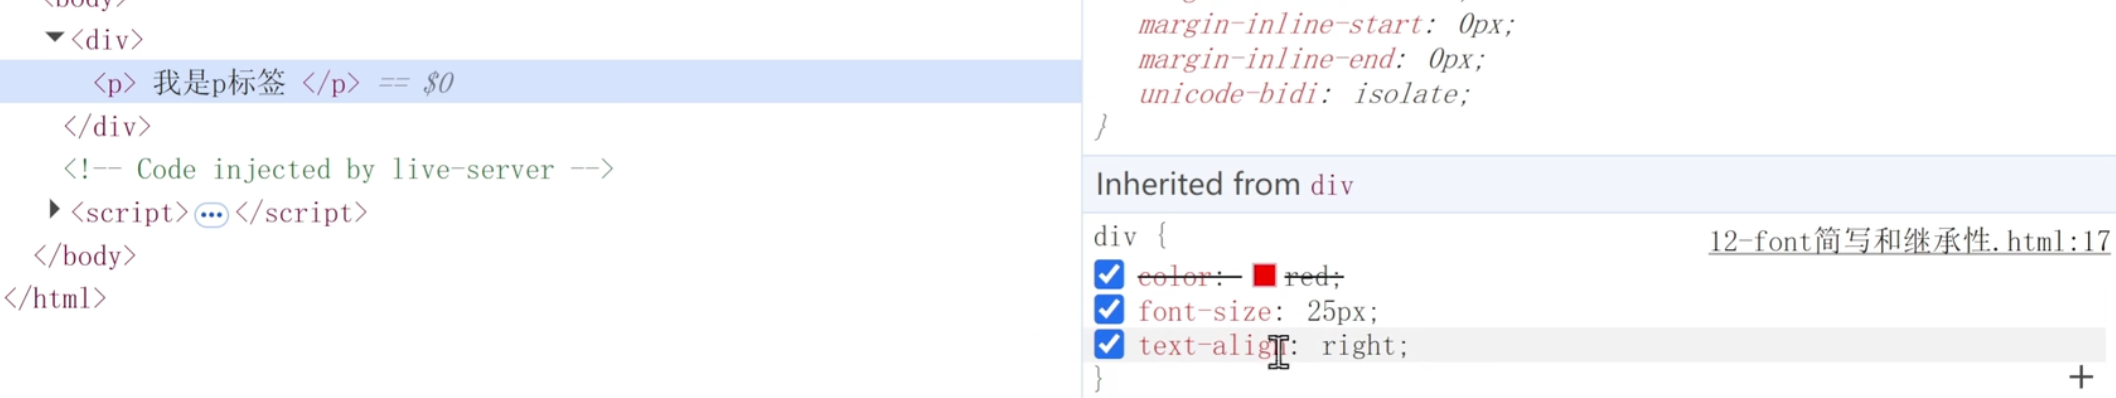 <body>
<div>
<p> 我是p标签 </p> == $0
</div>
<!-- Code injected by live-server -->
<script>•••</script>
</body>
</html>
margin-inline-start: 0px;
margin-inline-end: 0px;
unicode-bidi: isolate;
}
Inherited from div
div {
12-font简写和继承性.html:17
color: red;
font-size: 25px;
text-align: right;
}